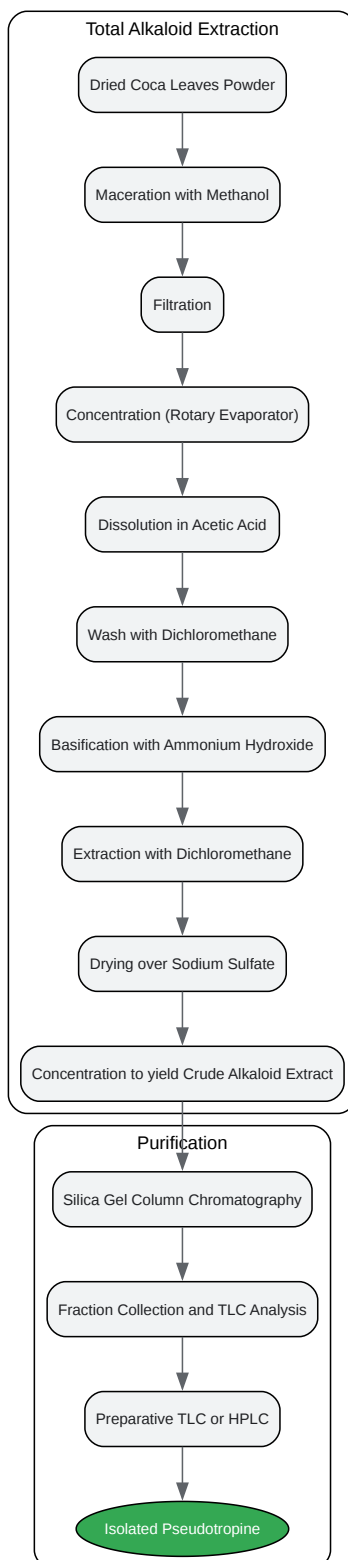 Total Alkaloid Extraction
Dried Coca Leaves Powder
Maceration with Methanol
Filtration
Concentration (Rotary Evaporator)
Dissolution in Acetic Acid
Wash with Dichloromethane
Basification with Ammonium Hydroxide
Extraction with Dichloromethane
Drying over Sodium Sulfate
Concentration to yield Crude Alkaloid Extract
Purification
Silica Gel Column Chromatography
Fraction Collection and TLC Analysis
Preparative TLC or HPLC
Isolated Pseudotropine